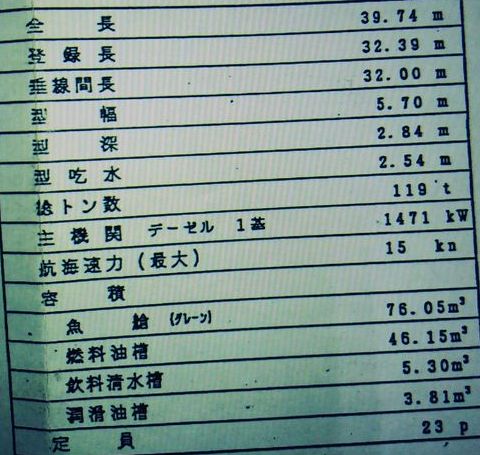 全 長 39.74 m
登 録 長 32.39 m
垂線間長 32.00 m
型 幅 5.70 m
型 深 2.84 m
型 吃 水 2.54 m
総トン数 119 t
主 機 関 デーゼル 1基 1471 kW
航海速力(最大) 15 kn
容 積
魚 艙 (グレーン) 76.05m³
燃料油槽 46.15m³
飲料清水槽 5.30m³
潤滑油槽 3.81m³
定 員 23 p